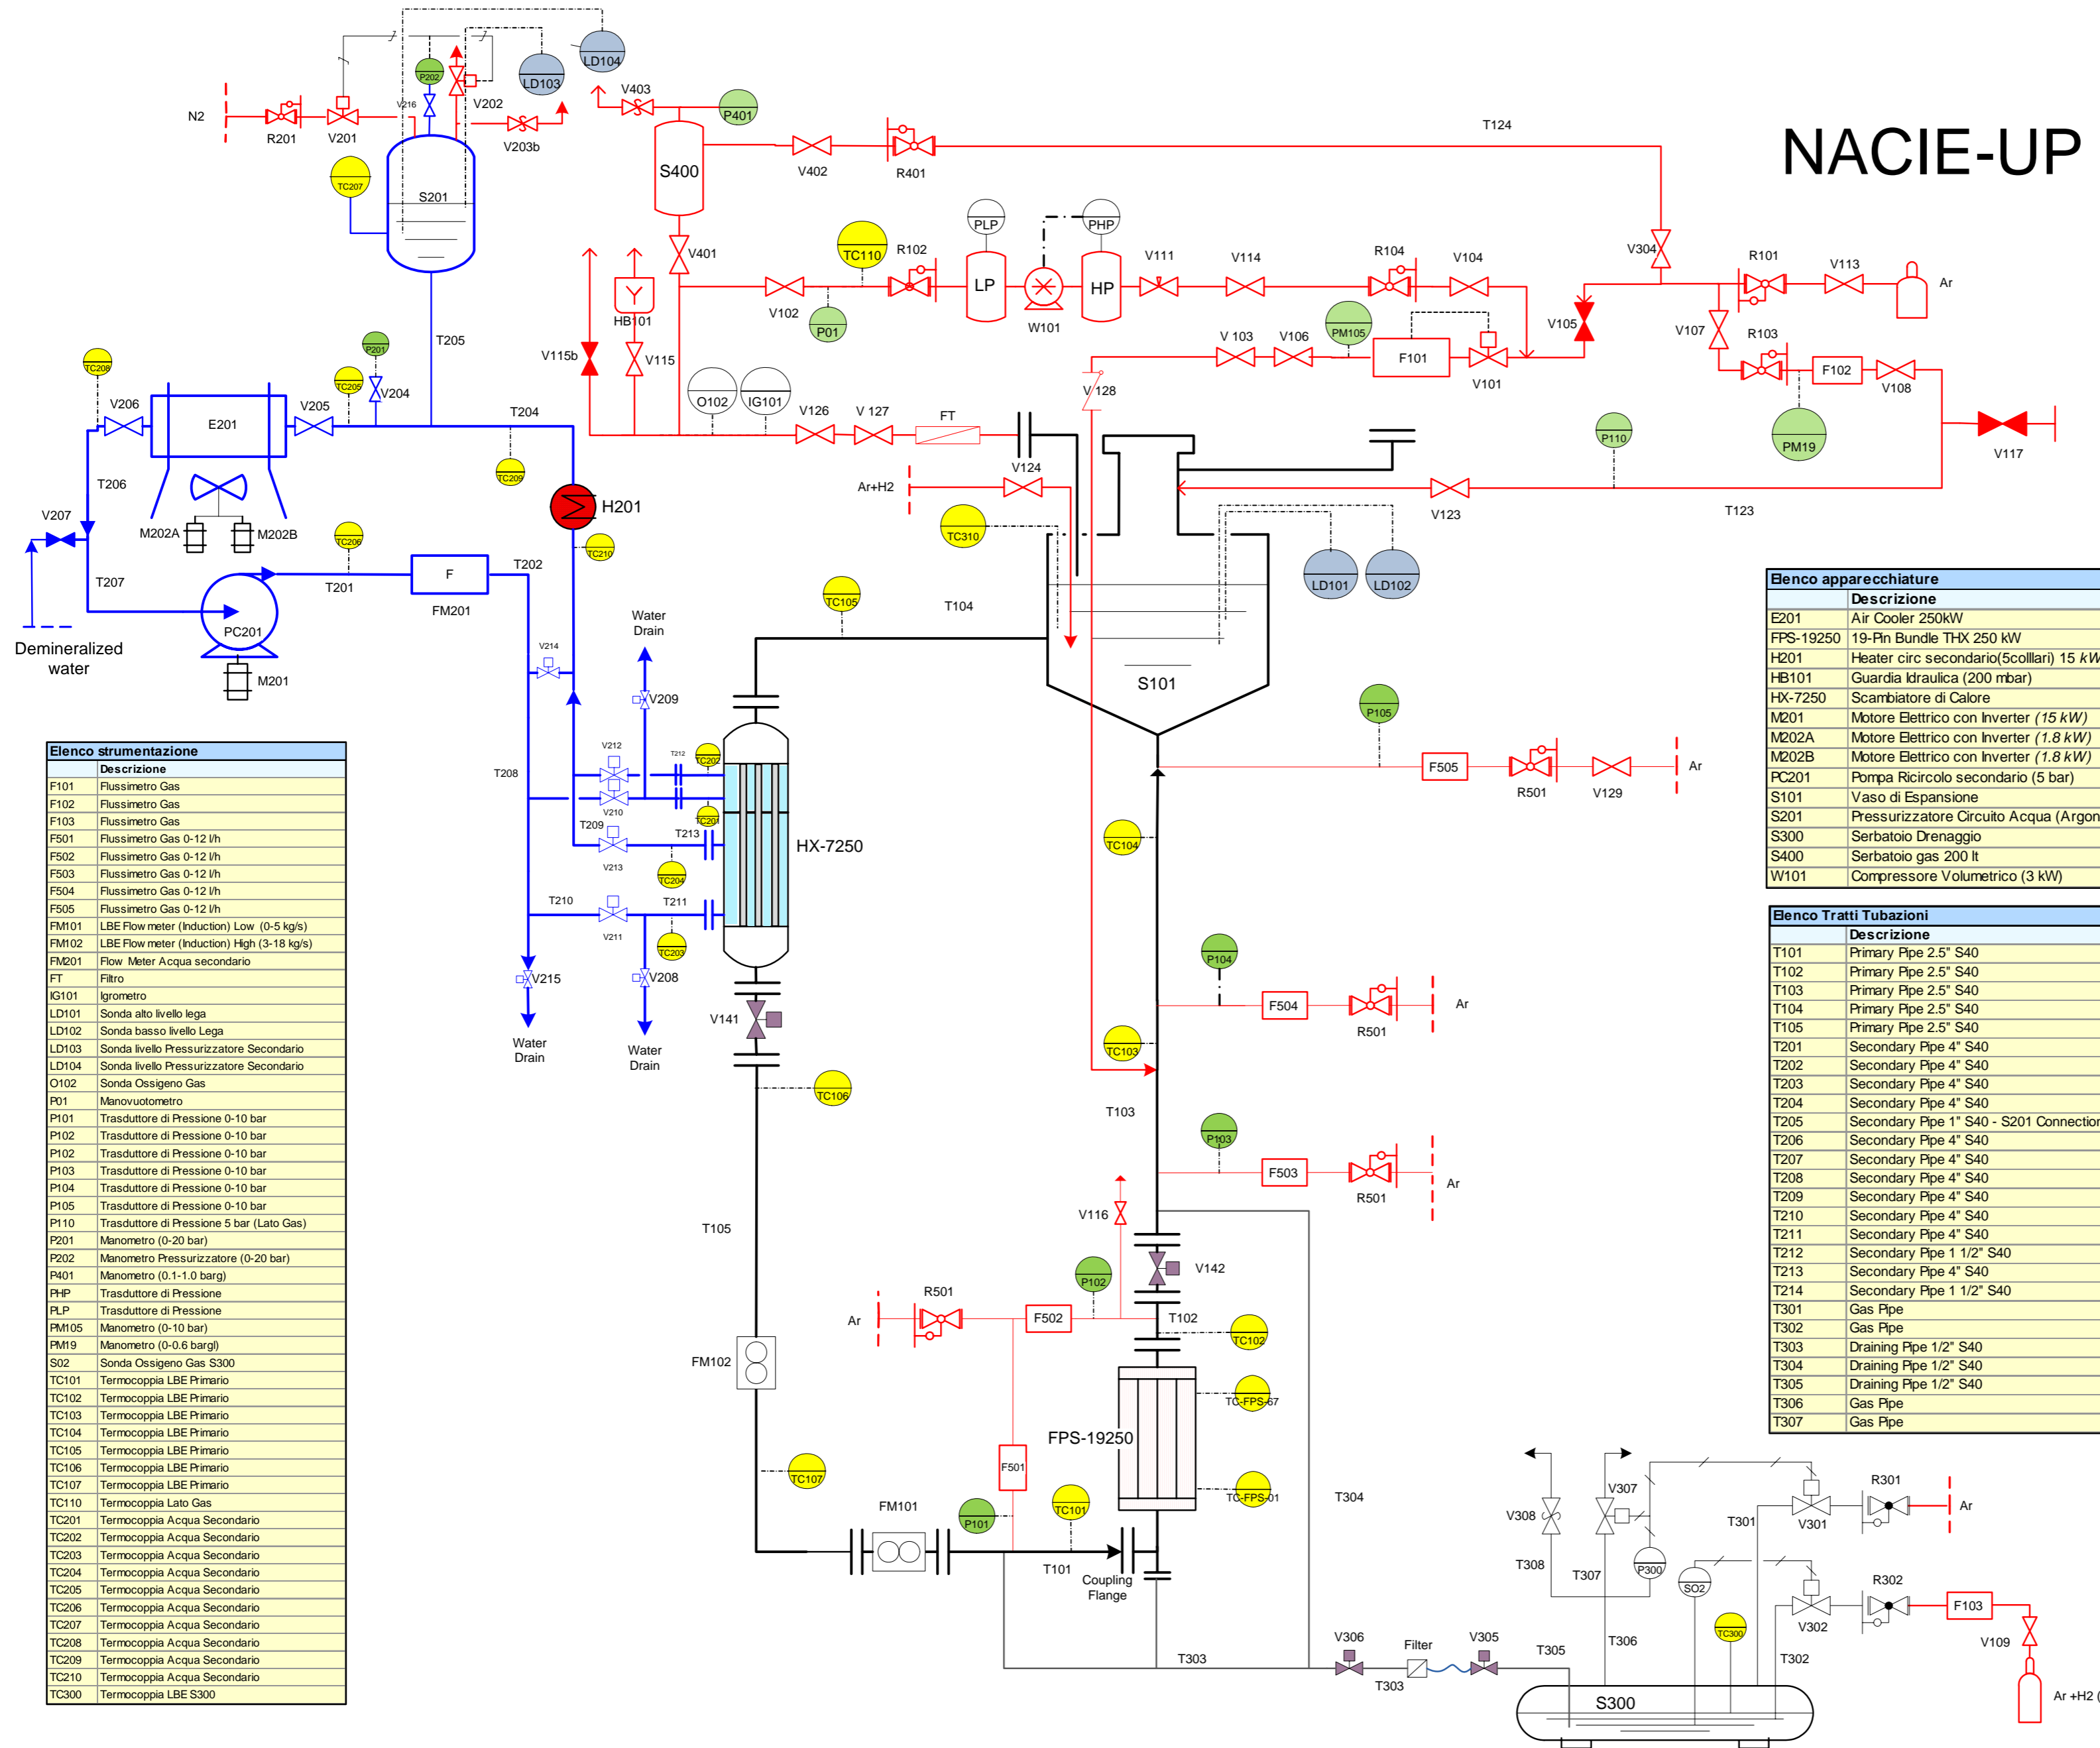 NACIE-UP
LD104
LD103
P202
V216
V202
N2
R201
V201
V203b
TC207
S201
V403
P401
S400
V402
R401
T124
V401
TC110
R102
PLP
PHP
V111
V114
R104
V104
LP
HP
W101
V102
P01
HB101
V115b
V115
V304
R101
V113
Ar
V105
V107
R103
F102
V108
PM19
V117
PM105
F101
V 103
V106
V101
V 128
O102
IG101
V126
V 127
FT
V124
Ar+H2
P110
V123
T123
TC208
V206
E201
V205
TC205
P201
V204
T205
T204
TC209
T206
V207
M202A
M202B
TC206
H201
TC210
T207
T201
F
FM201
T202
PC201
M201
Demineralized
water
V214
Water
Drain
V209
TC310
LD101
LD102
TC105
T104
S101
P105
F505
R501
V129
Ar
V212
T212
TC202
V210
TC201
T208
T209
T213
V213
TC204
HX-7250
T210
T211
V211
TC203
V215
V208
Water
Drain
Water
Drain
V141
TC106
TC104
P104
F504
R501
Ar
TC103
T103
P103
F503
R501
Ar
T105
V116
P102
V142
R501
Ar
F502
T102
TC102
FM102
TC-FPS-67
FPS-19250
TC-FPS-01
F501
TC107
FM101
P101
TC101
T101
Coupling
Flange
T304
T303
V306
Filter
V305
T303
T305
V308
V307
T308
T307
P300
T306
SO2
T301
V301
R301
Ar
TC300
V302
R302
T302
F103
V109
Ar +H2 (
S300
Elenco strumentazione
Descrizione
F101 Flussimetro Gas
F102 Flussimetro Gas
F103 Flussimetro Gas
F501 Flussimetro Gas 0-12 l/h
F502 Flussimetro Gas 0-12 l/h
F503 Flussimetro Gas 0-12 l/h
F504 Flussimetro Gas 0-12 l/h
F505 Flussimetro Gas 0-12 l/h
FM101 LBE Flow meter (Induction) Low (0-5 kg/s)
FM102 LBE Flow meter (Induction) High (3-18 kg/s)
FM201 Flow Meter Acqua secondario
FT Filtro
IG101 Igrometro
LD101 Sonda alto livello lega
LD102 Sonda basso livello Lega
LD103 Sonda livello Pressurizzatore Secondario
LD104 Sonda livello Pressurizzatore Secondario
O102 Sonda Ossigeno Gas
P01 Manovuotometro
P101 Trasduttore di Pressione 0-10 bar
P102 Trasduttore di Pressione 0-10 bar
P102 Trasduttore di Pressione 0-10 bar
P103 Trasduttore di Pressione 0-10 bar
P104 Trasduttore di Pressione 0-10 bar
P105 Trasduttore di Pressione 0-10 bar
P110 Trasduttore di Pressione 5 bar (Lato Gas)
P201 Manometro (0-20 bar)
P202 Manometro Pressurizzatore (0-20 bar)
P401 Manometro (0.1-1.0 barg)
PHP Trasduttore di Pressione
PLP Trasduttore di Pressione
PM105 Manometro (0-10 bar)
PM19 Manometro (0-0.6 bargl)
S02 Sonda Ossigeno Gas S300
TC101 Termocoppia LBE Primario
TC102 Termocoppia LBE Primario
TC103 Termocoppia LBE Primario
TC104 Termocoppia LBE Primario
TC105 Termocoppia LBE Primario
TC106 Termocoppia LBE Primario
TC107 Termocoppia LBE Primario
TC110 Termocoppia Lato Gas
TC201 Termocoppia Acqua Secondario
TC202 Termocoppia Acqua Secondario
TC203 Termocoppia Acqua Secondario
TC204 Termocoppia Acqua Secondario
TC205 Termocoppia Acqua Secondario
TC206 Termocoppia Acqua Secondario
TC207 Termocoppia Acqua Secondario
TC208 Termocoppia Acqua Secondario
TC209 Termocoppia Acqua Secondario
TC210 Termocoppia Acqua Secondario
TC300 Termocoppia LBE S300
Elenco apparecchiature
Descrizione
E201 Air Cooler 250kW
FPS-19250 19-Pin Bundle THX 250 kW
H201 Heater circ secondario(5colllari) 15 kW
HB101 Guardia Idraulica (200 mbar)
HX-7250 Scambiatore di Calore
M201 Motore Elettrico con Inverter (15 kW)
M202A Motore Elettrico con Inverter (1.8 kW)
M202B Motore Elettrico con Inverter (1.8 kW)
PC201 Pompa Ricircolo secondario (5 bar)
S101 Vaso di Espansione
S201 Pressurizzatore Circuito Acqua (Argon
S300 Serbatoio Drenaggio
S400 Serbatoio gas 200 lt
W101 Compressore Volumetrico (3 kW)
Elenco Tratti Tubazioni
Descrizione
T101 Primary Pipe 2.5" S40
T102 Primary Pipe 2.5" S40
T103 Primary Pipe 2.5" S40
T104 Primary Pipe 2.5" S40
T105 Primary Pipe 2.5" S40
T201 Secondary Pipe 4" S40
T202 Secondary Pipe 4" S40
T203 Secondary Pipe 4" S40
T204 Secondary Pipe 4" S40
T205 Secondary Pipe 1" S40 - S201 Connection
T206 Secondary Pipe 4" S40
T207 Secondary Pipe 4" S40
T208 Secondary Pipe 4" S40
T209 Secondary Pipe 4" S40
T210 Secondary Pipe 4" S40
T211 Secondary Pipe 4" S40
T212 Secondary Pipe 1 1/2" S40
T213 Secondary Pipe 4" S40
T214 Secondary Pipe 1 1/2" S40
T301 Gas Pipe
T302 Gas Pipe
T303 Draining Pipe 1/2" S40
T304 Draining Pipe 1/2" S40
T305 Draining Pipe 1/2" S40
T306 Gas Pipe
T307 Gas Pipe